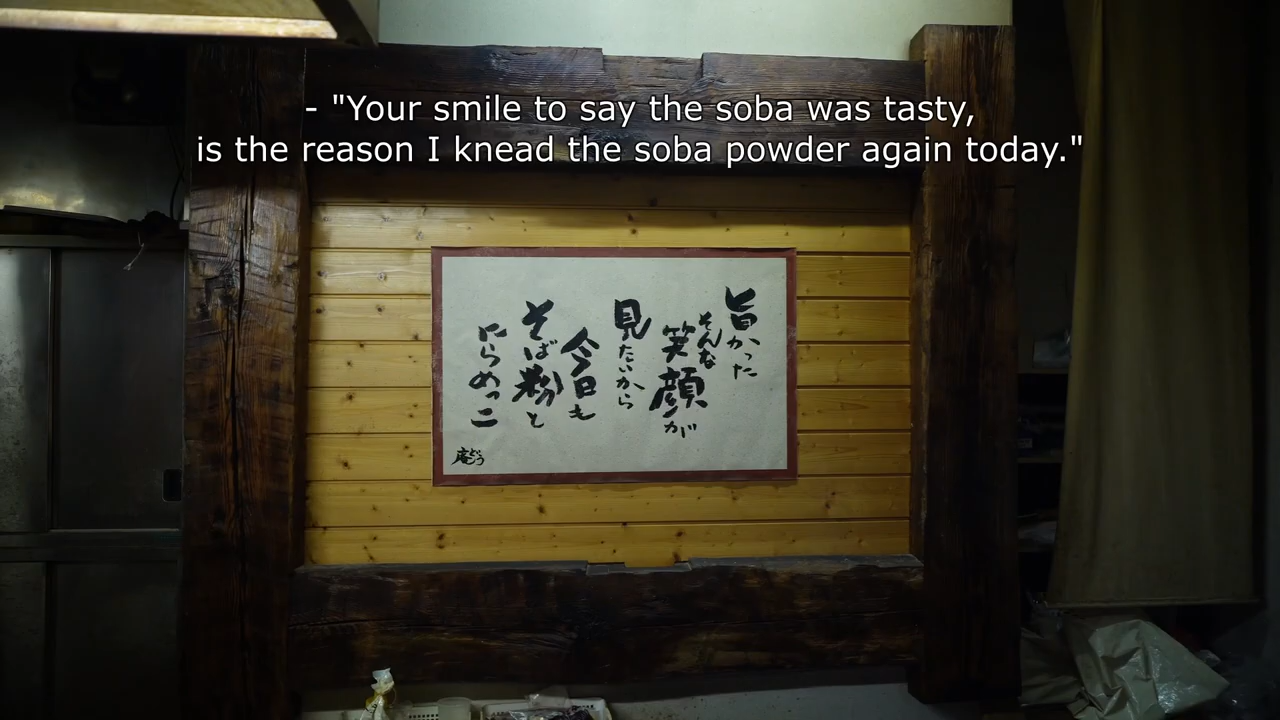 - "Your smile to say the soba was tasty,
is the reason I knead the soba powder again today."
旨かった
そんな
笑顔が
見たいから
今日も
そば粉と
にらめっこ